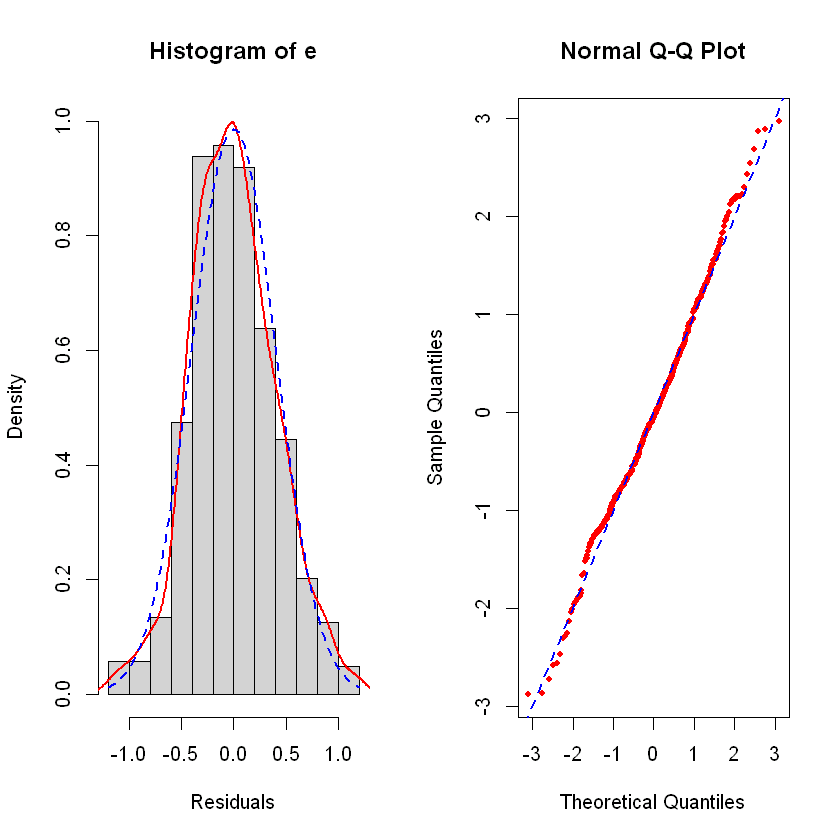 Histogram of e
Density
0.0 0.2 0.4 0.6 0.8 1.0
-1.0 -0.5 0.0 0.5 1.0
Residuals
Normal Q-Q Plot
Sample Quantiles
-3 -2 -1 0 1 2 3
-3 -2 -1 0 1 2 3
Theoretical Quantiles